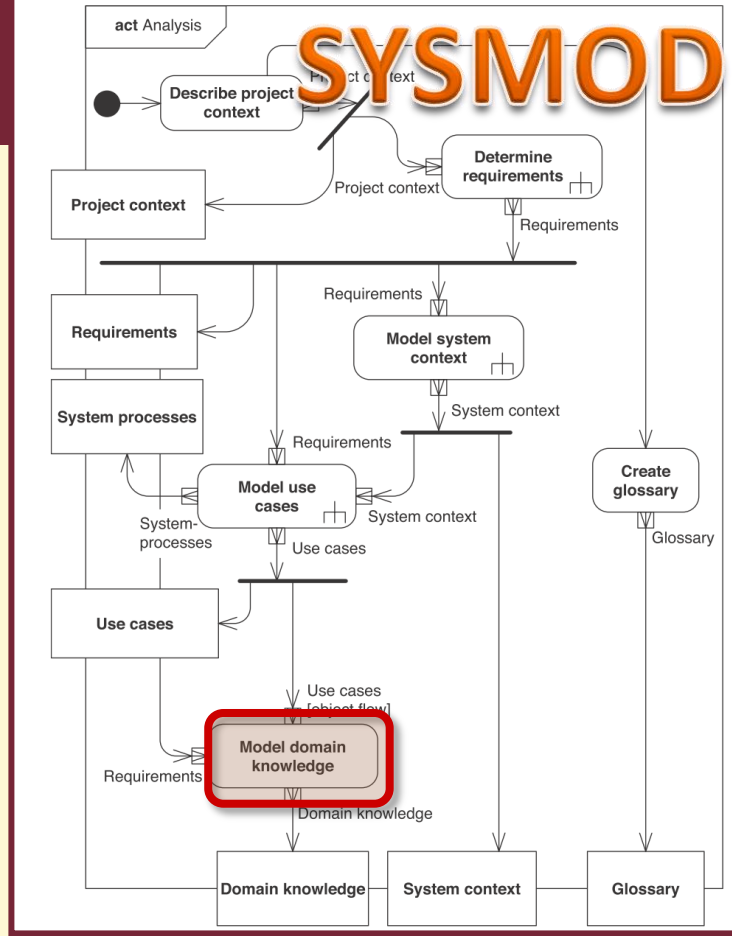 act Analysis
SYSMOD
Project context
Describe project
context
Determine
requirements
Project context
Project context
Requirements
Requirements
Requirements
Model system
context
System processes
System context
Requirements
Create
glossary
Model use
cases
System context
System-
processes
Glossary
Use cases
Use cases
Use cases
[object flow]
Model domain
knowledge
Requirements
Domain knowledge
Domain knowledge
System context
Glossary